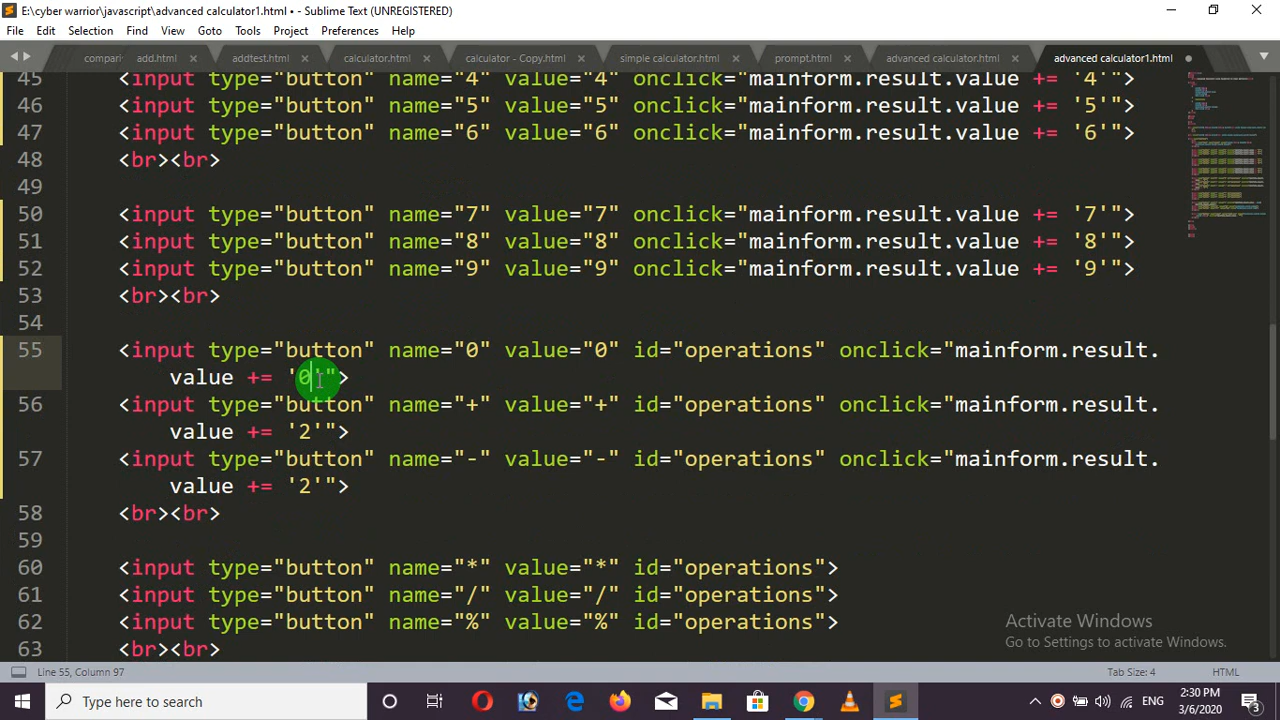 E:\cyber warrior\javascript\advanced calculator1.html • - Sublime Text (UNREGISTERED)
File Edit Selection Find View Goto Tools Project Preferences Help
compari add.html addtest.html calculator.html calculator - Copy.html simple calculator.html prompt.html advanced calculator.html advanced calculator1.html
45 <input type="button" name="4" value="4" onclick="mainform.result.value += '4'">
46 <input type="button" name="5" value="5" onclick="mainform.result.value += '5'">
47 <input type="button" name="6" value="6" onclick="mainform.result.value += '6'">
48 <br><br>
49
50 <input type="button" name="7" value="7" onclick="mainform.result.value += '7'">
51 <input type="button" name="8" value="8" onclick="mainform.result.value += '8'">
52 <input type="button" name="9" value="9" onclick="mainform.result.value += '9'">
53 <br><br>
54
55 <input type="button" name="0" value="0" id="operations" onclick="mainform.result.
value += '0'">
56 <input type="button" name="+" value="+" id="operations" onclick="mainform.result.
value += '2'">
57 <input type="button" name="-" value="-" id="operations" onclick="mainform.result.
value += '2'">
58 <br><br>
59
60 <input type="button" name="*" value="*" id="operations">
61 <input type="button" name="/" value="/" id="operations">
62 <input type="button" name="%" value="%" id="operations">
63 <br><br>
Activate Windows
Go to Settings to activate Windows.
Line 55, Column 97 Tab Size: 4 HTML
Type here to search ENG 2:30 PM
3/6/2020 3